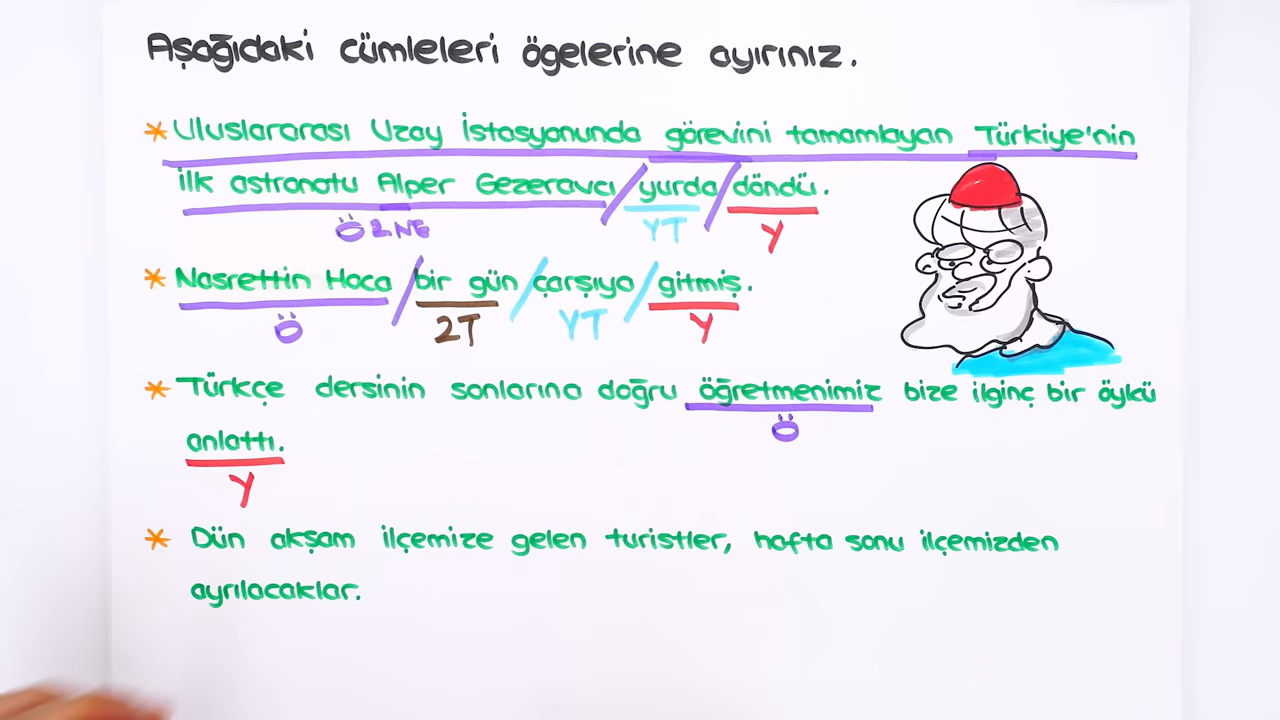 Aşağıdaki cümleleri ögelerine ayırınız.
* Uluslararası Uzay İstasyonunda görevini tamamlayan Türkiye'nin
ilk astronotu Alper Gezeravcı / yurda / döndü.
ÖZNE YT Y
* Nasrettin Hoca / bir gün / çarşıya / gitmiş.
Ö ZT YT Y
* Türkçe dersinin sonlarına doğru öğretmenimiz bize ilginç bir öykü
Ö
anlattı.
Y
* Dün akşam ilçemize gelen turistler, hafta sonu ilçemizden
ayrılacaklar.